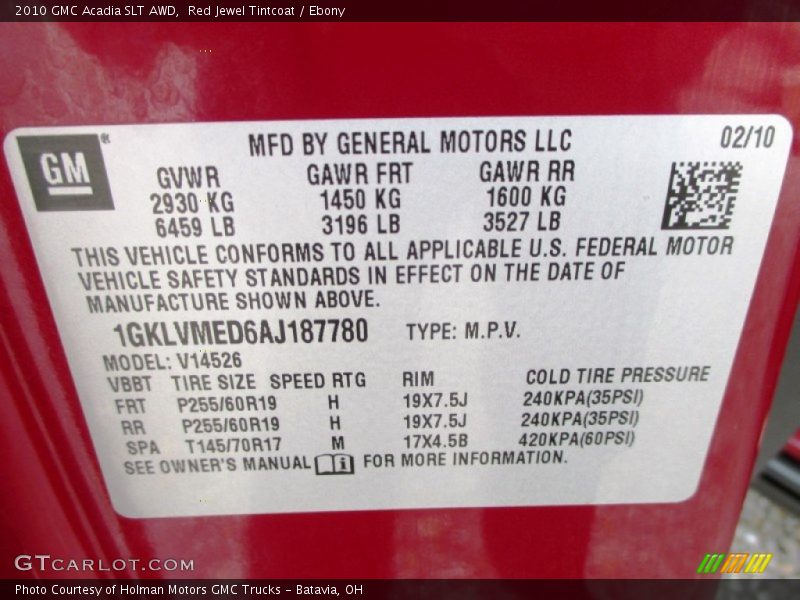 2010 GMC Acadia SLT AWD,  Red Jewel Tintcoat / Ebony
GM®
MFD BY GENERAL MOTORS LLC
02/10
GVWR GAWR FRT GAWR RR
2930 KG 1450 KG 1600 KG
6459 LB 3196 LB 3527 LB
THIS VEHICLE CONFORMS TO ALL APPLICABLE U.S. FEDERAL MOTOR
VEHICLE SAFETY STANDARDS IN EFFECT ON THE DATE OF
MANUFACTURE SHOWN ABOVE.
1GKLVMED6AJ187780 TYPE: M.P.V.
MODEL: V14526
VBBT TIRE SIZE SPEED RTG RIM COLD TIRE PRESSURE
FRT P255/60R19 H 19X7.5J 240KPA(35PSI)
RR P255/60R19 H 19X7.5J 240KPA(35PSI)
SPA T145/70R17 M 17X4.5B 420KPA(60PSI)
SEE OWNER'S MANUAL i FOR MORE INFORMATION.
GTCARLOT.COM
Photo Courtesy of Holman Motors GMC Trucks - Batavia, OH